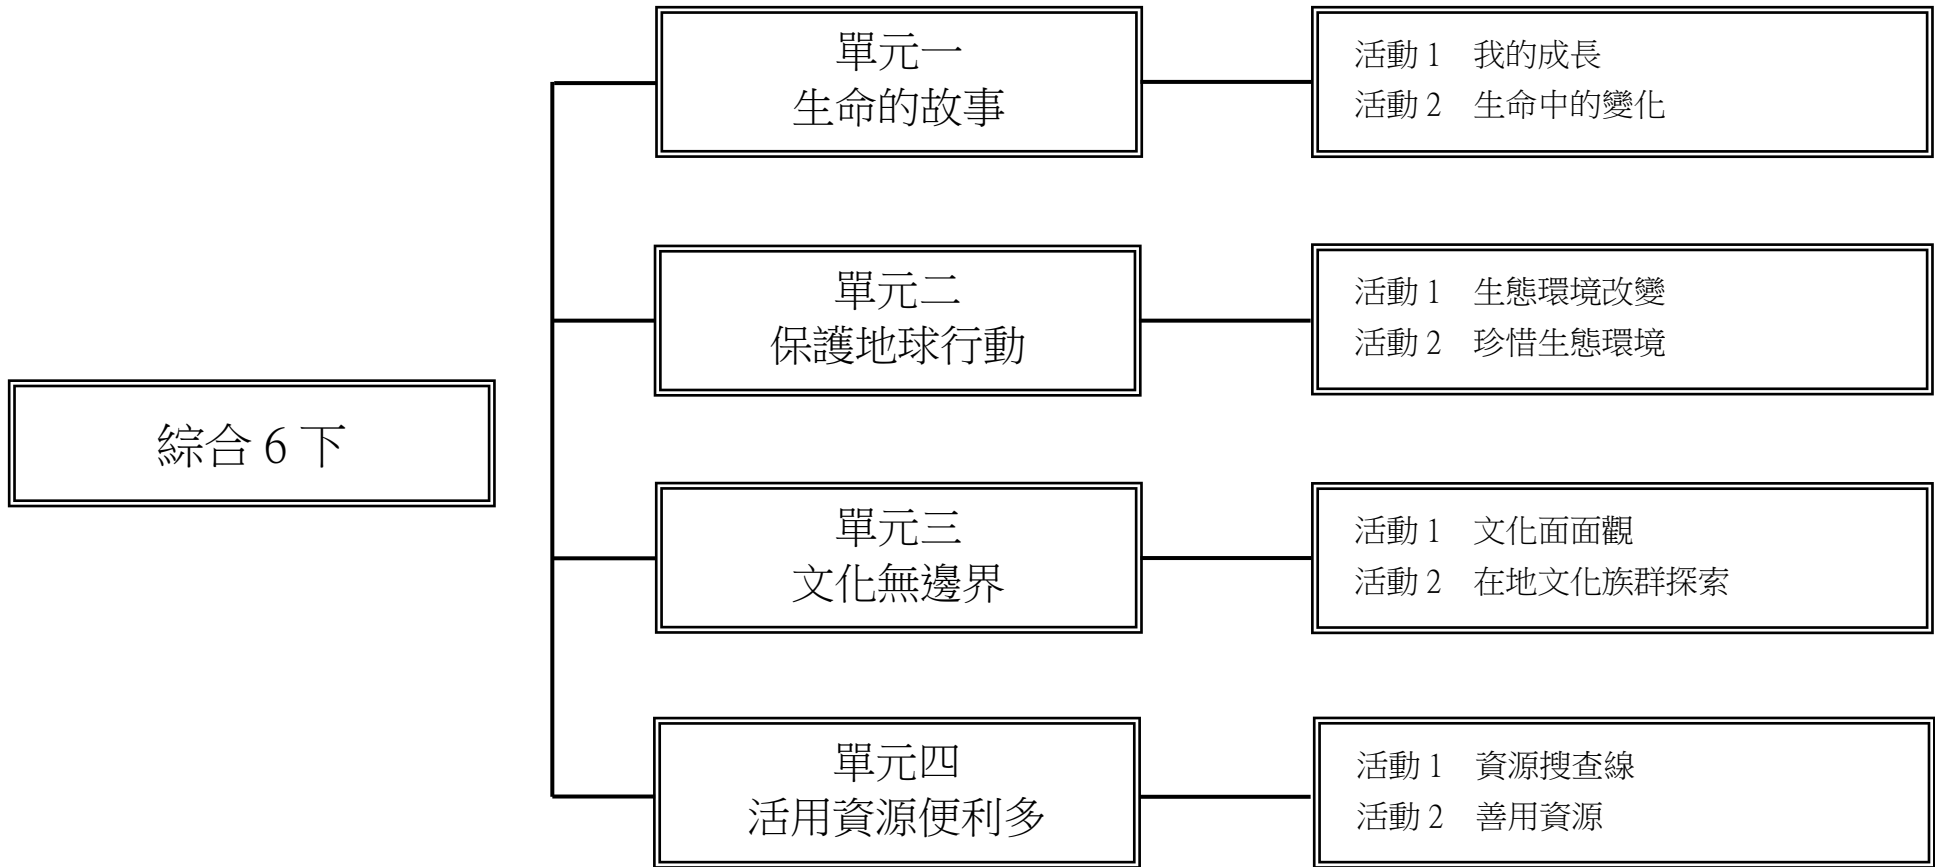 綜合 6 下
單元一
生命的故事
活動 1　我的成長
活動 2　生命中的變化
單元二
保護地球行動
活動 1　生態環境改變
活動 2　珍惜生態環境
單元三
文化無邊界
活動 1　文化面面觀
活動 2　在地文化族群探索
單元四
活用資源便利多
活動 1　資源搜查線
活動 2　善用資源